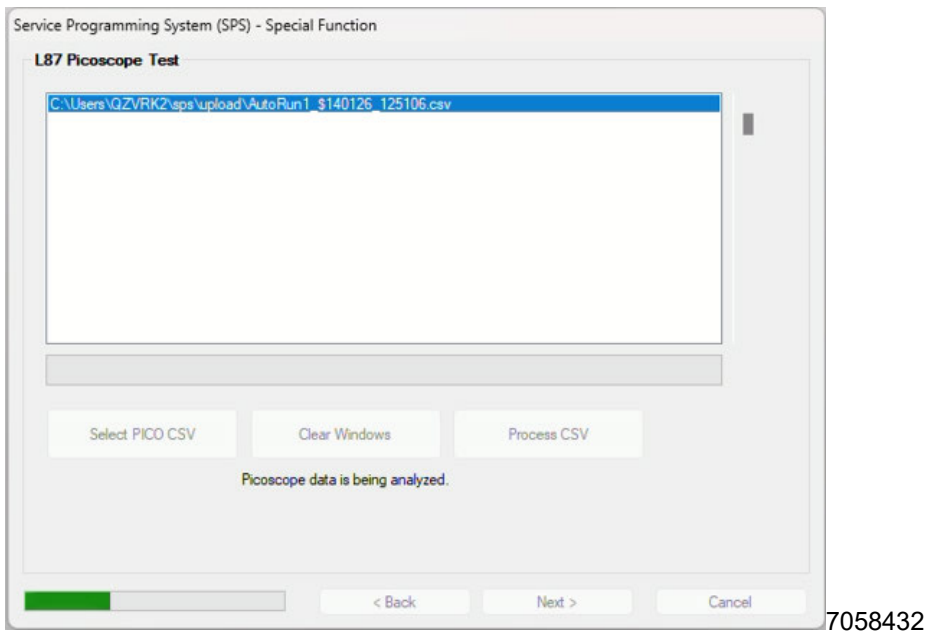 Service Programming System (SPS) - Special Function
L87 Picoscope Test
C:\Users\QZVRK2\sps\upload\AutoRun1_$140126_125106.csv
Select PICO CSV
Clear Windows
Process CSV
Picoscope data is being analyzed.
< Back
Next >
Cancel
7058432